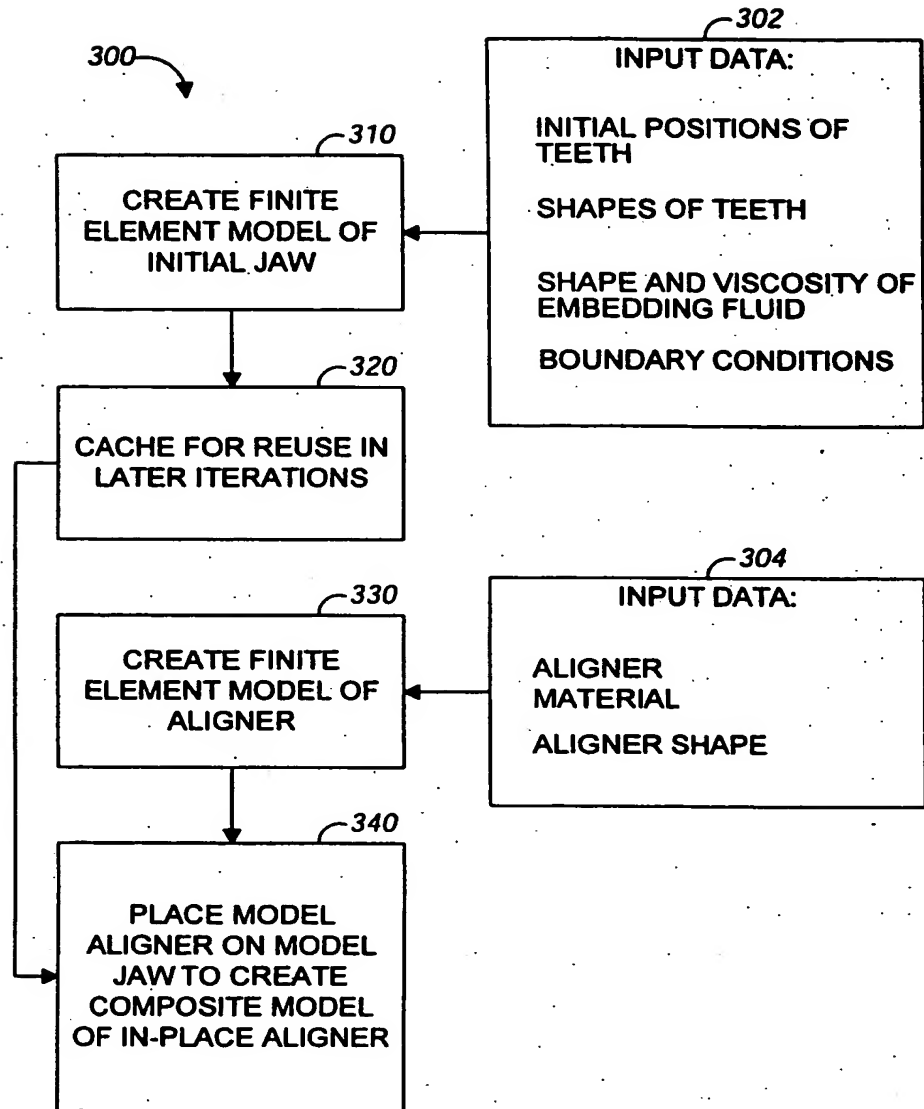 300
302
INPUT DATA:
INITIAL POSITIONS OF
TEETH
SHAPES OF TEETH
SHAPE AND VISCOSITY OF
EMBEDDING FLUID
BOUNDARY CONDITIONS
310
CREATE FINITE
ELEMENT MODEL OF
INITIAL JAW
320
CACHE FOR REUSE IN
LATER ITERATIONS
304
INPUT DATA:
ALIGNER
MATERIAL
ALIGNER SHAPE
330
CREATE FINITE
ELEMENT MODEL OF
ALIGNER
340
PLACE MODEL
ALIGNER ON MODEL
JAW TO CREATE
COMPOSITE MODEL
OF IN-PLACE ALIGNER